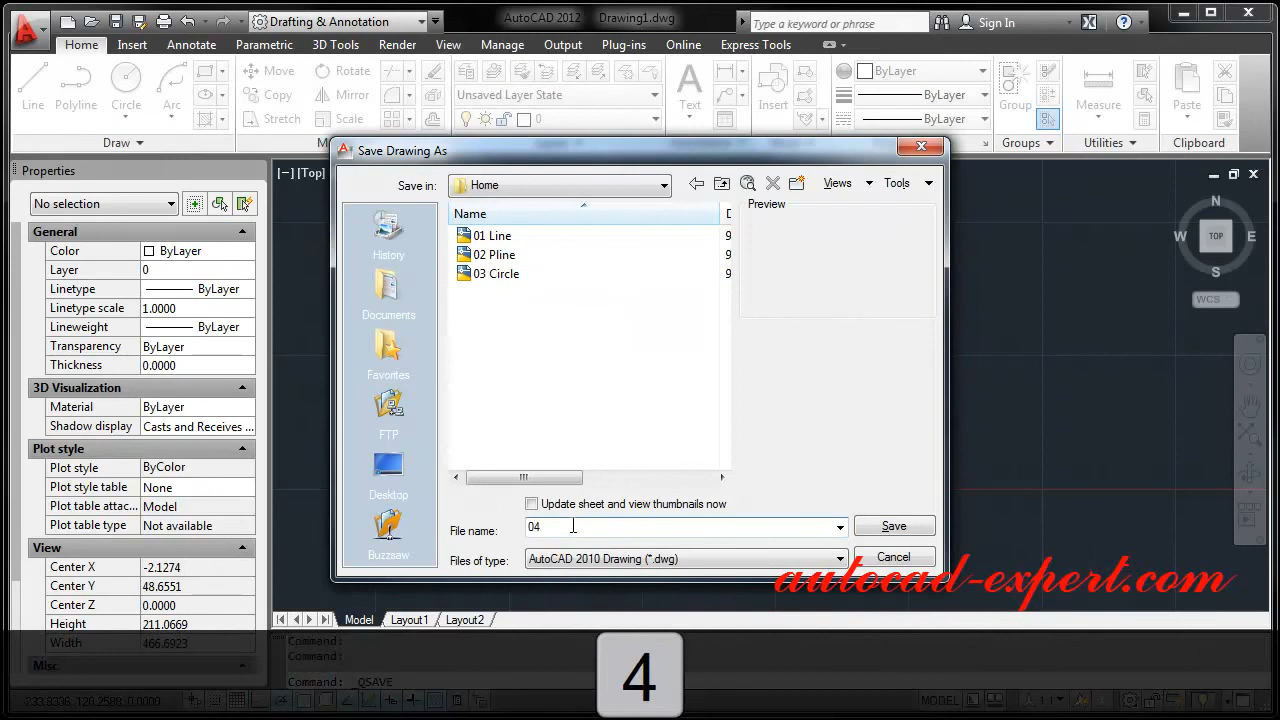 Drafting & Annotation
AutoCAD 2012 Drawing1.dwg
Type a keyword or phrase
Sign In
Home Insert Annotate Parametric 3D Tools Render View Manage Output Plug-ins Online Express Tools
Line Polyline Circle Arc
Move Rotate
Copy Mirror
Stretch Scale
Draw
Unsaved Layer State
0
Text
Insert
ByLayer
ByLayer
ByLayer
Group
Groups
Measure
Utilities
Paste
Clipboard
Properties
No selection
General
Color ByLayer
Layer 0
Linetype ByLayer
Linetype scale 1.0000
Lineweight ByLayer
Transparency ByLayer
Thickness 0.0000
3D Visualization
Material ByLayer
Shadow display Casts and Receives ...
Plot style
Plot style ByColor
Plot style table None
Plot table attac... Model
Plot table type Not available
View
Center X -2.1274
Center Y 48.6551
Center Z 0.0000
Height 211.0669
Width 466.6923
Misc
[−][Top]
Save Drawing As
Save in: Home
Views Tools
Name D
01 Line 9
02 Pline 9
03 Circle 9
Preview
History
Documents
Favorites
FTP
Desktop
Buzzsaw
Update sheet and view thumbnails now
File name: 04
Save
Files of type: AutoCAD 2010 Drawing (*.dwg)
Cancel
N
W TOP E
S
WCS
autocad-expert.com
Model Layout1 Layout2
Command:
Command:
Command: _QSAVE
4
MODEL
1:1